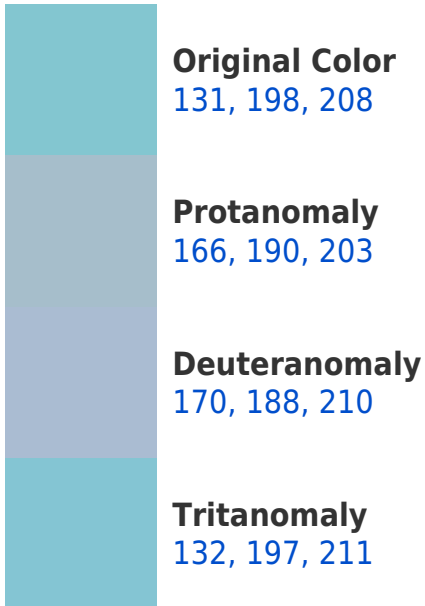 Original Color
131, 198, 208
Protanomaly
166, 190, 203
Deuteranomaly
170, 188, 210
Tritanomaly
132, 197, 211